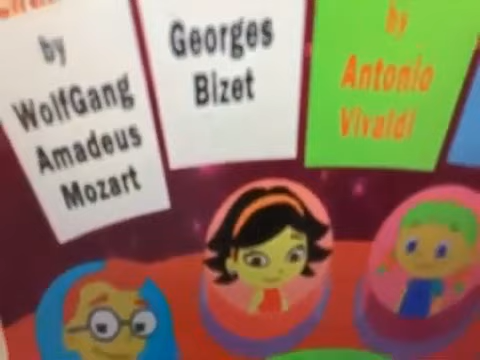 by
WolfGang
Amadeus
Mozart
Georges
Bizet
by
Antonio
Vivaldi